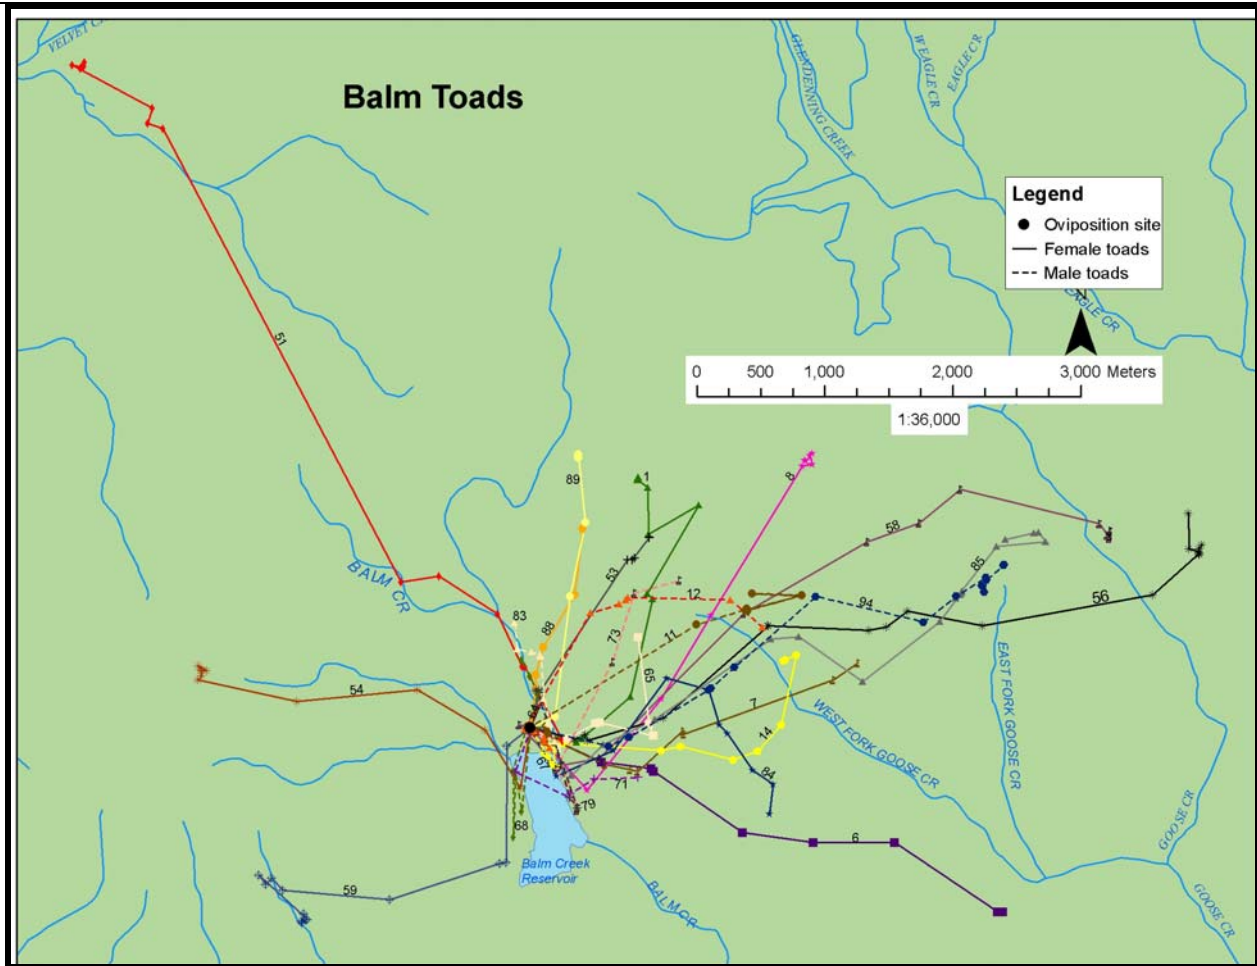 VELVET C
Balm Toads
GLENDENNING CREEK
W EAGLE CR
EAGLE CR
Legend
Oviposition site
Female toads
Male toads
EAGLE CR
0 500 1,000 2,000 3,000 Meters
1:36,000
51
89
1
8
58
53
85
BALM CR
12
94
56
83
88
73
11
65
54
7
WEST FORK GOOSE CR
EAST FORK GOOSE CR
14
67
84
71
79
68
6
GOOSE CR
Balm Creek
Reservoir
59
BALM CR
GOOSE CR